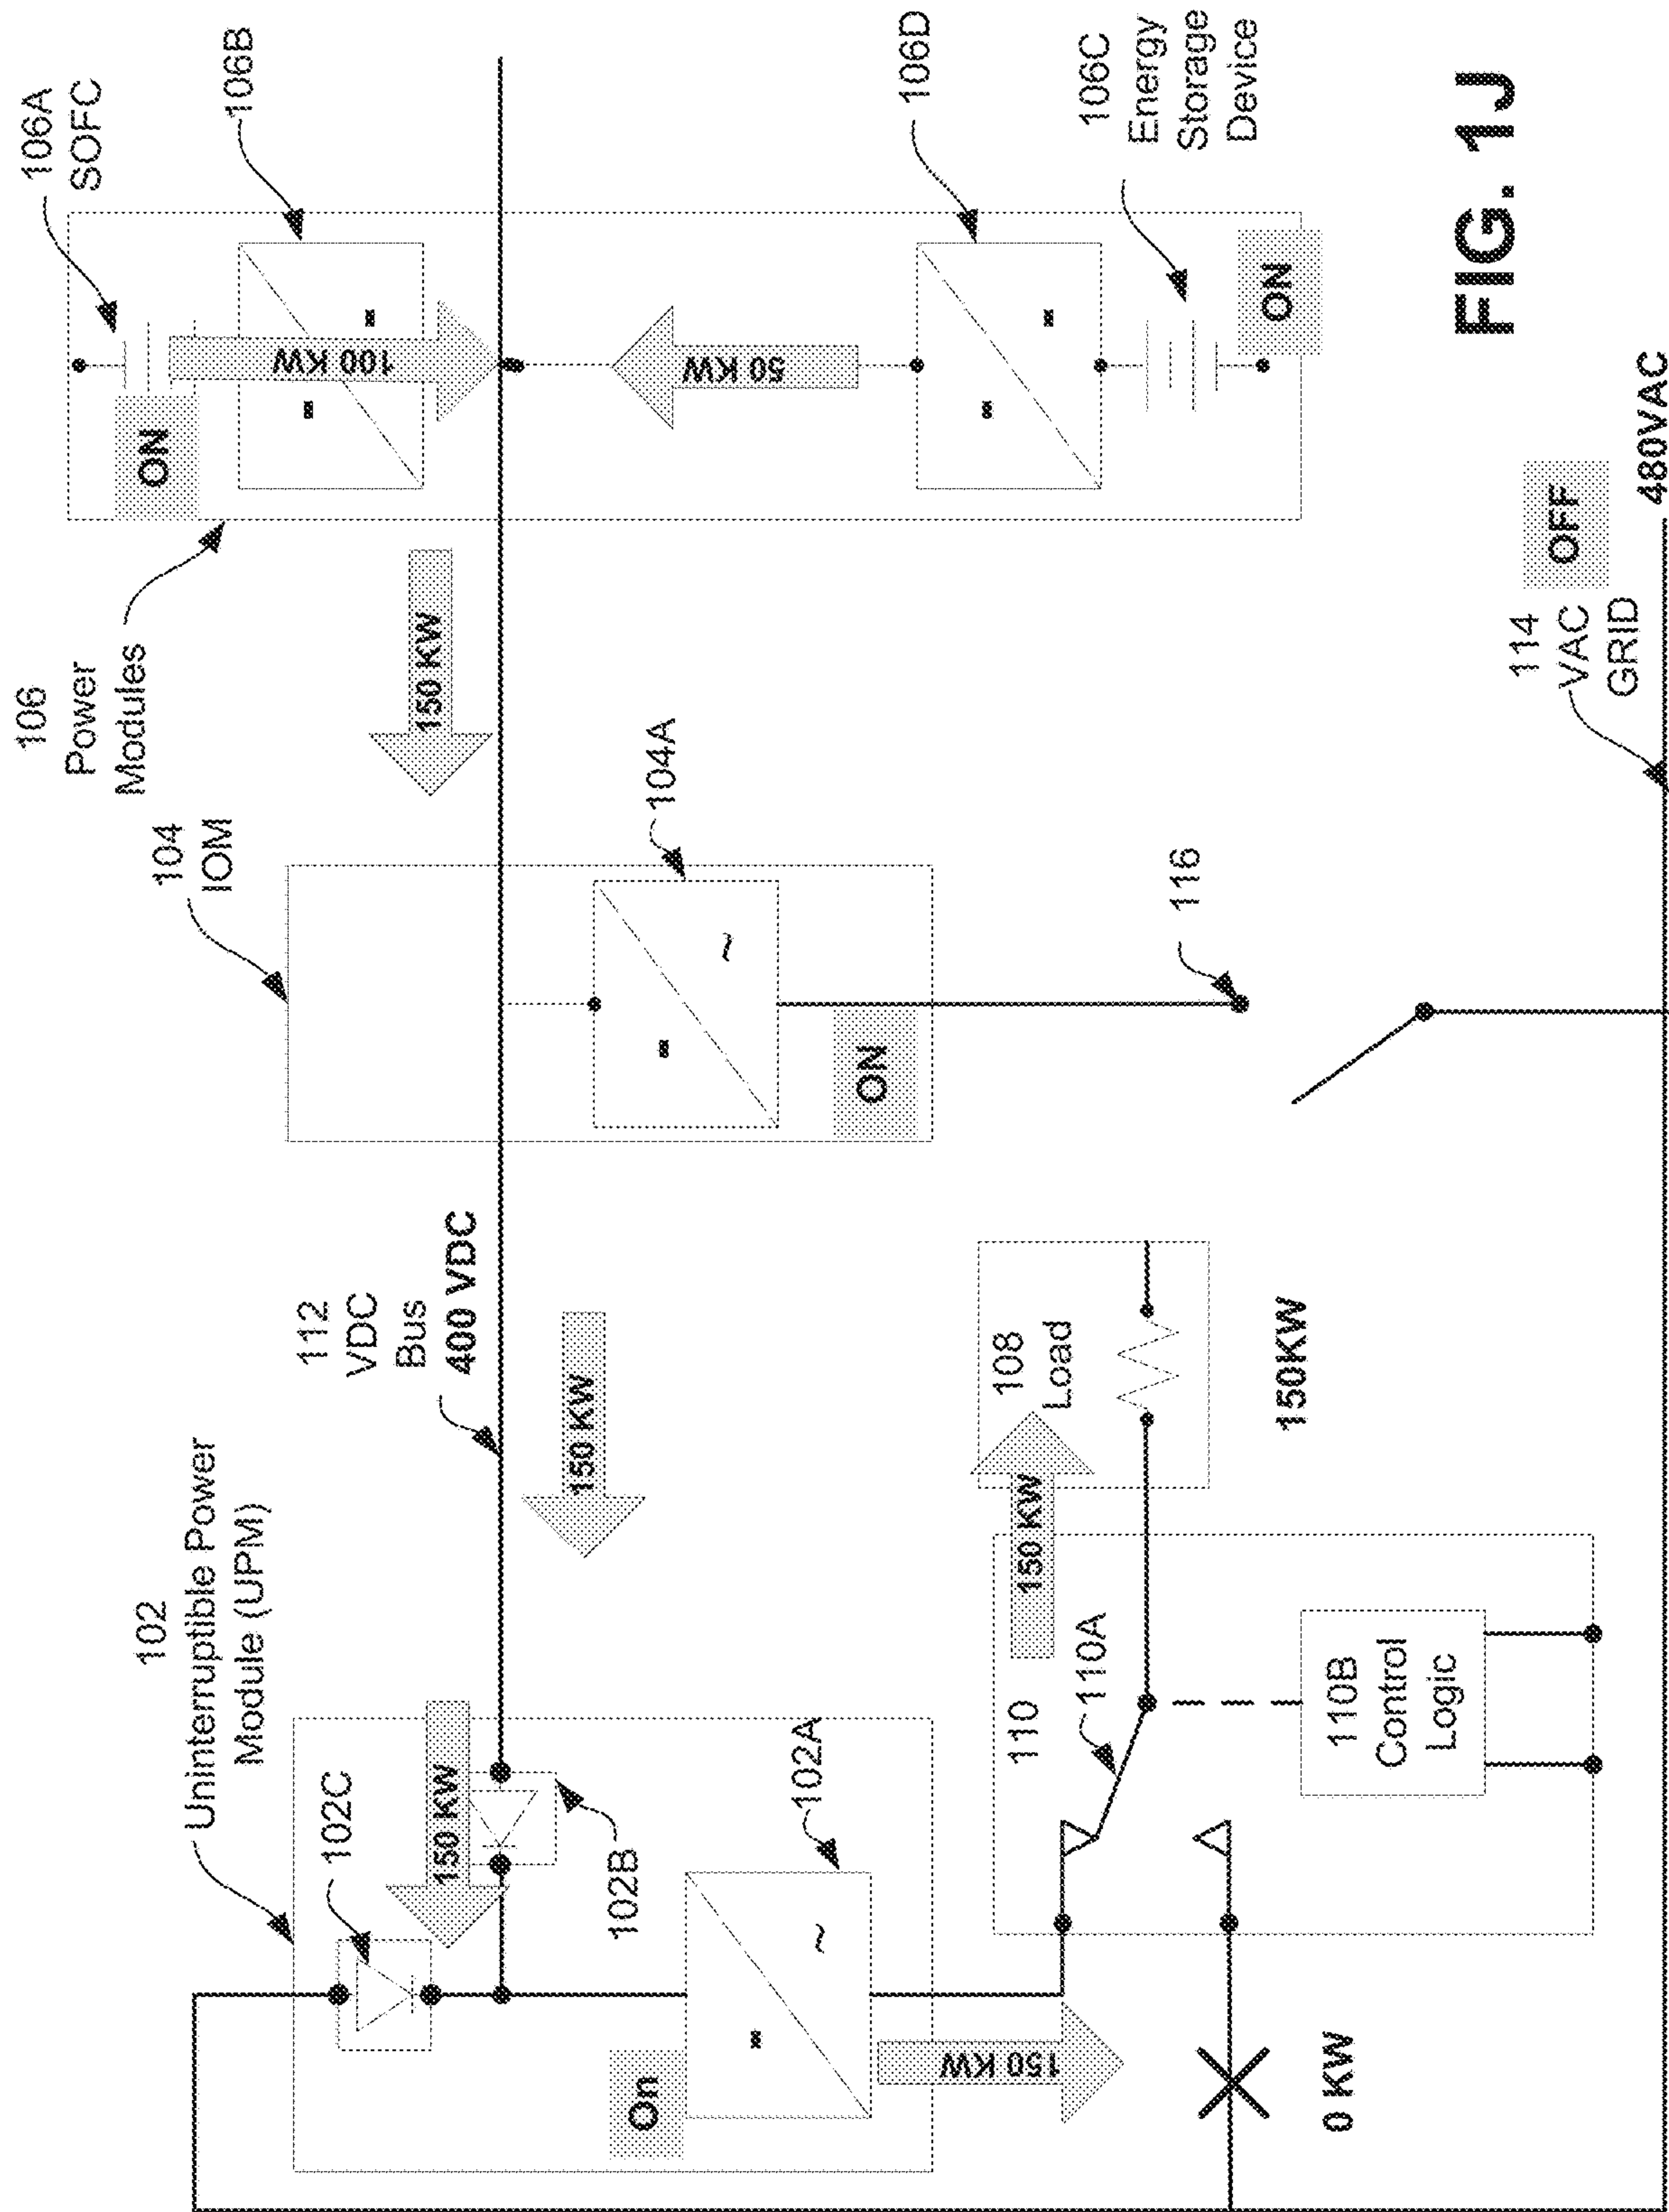 102
Uninterruptible Power
Module (UPM)
102C
150 KW
102B
On
102A
150 KW
0 KW
110
110A
110B
Control
Logic
150 KW
108
Load
150KW
112
VDC
Bus
400 VDC
150 KW
104
IOM
104A
ON
116
106
Power
Modules
150 KW
106A
SOFC
ON
100 KW
106B
50 KW
106D
106C
Energy
Storage
Device
ON
114
VAC
GRID
OFF
480VAC
FIG. 1J